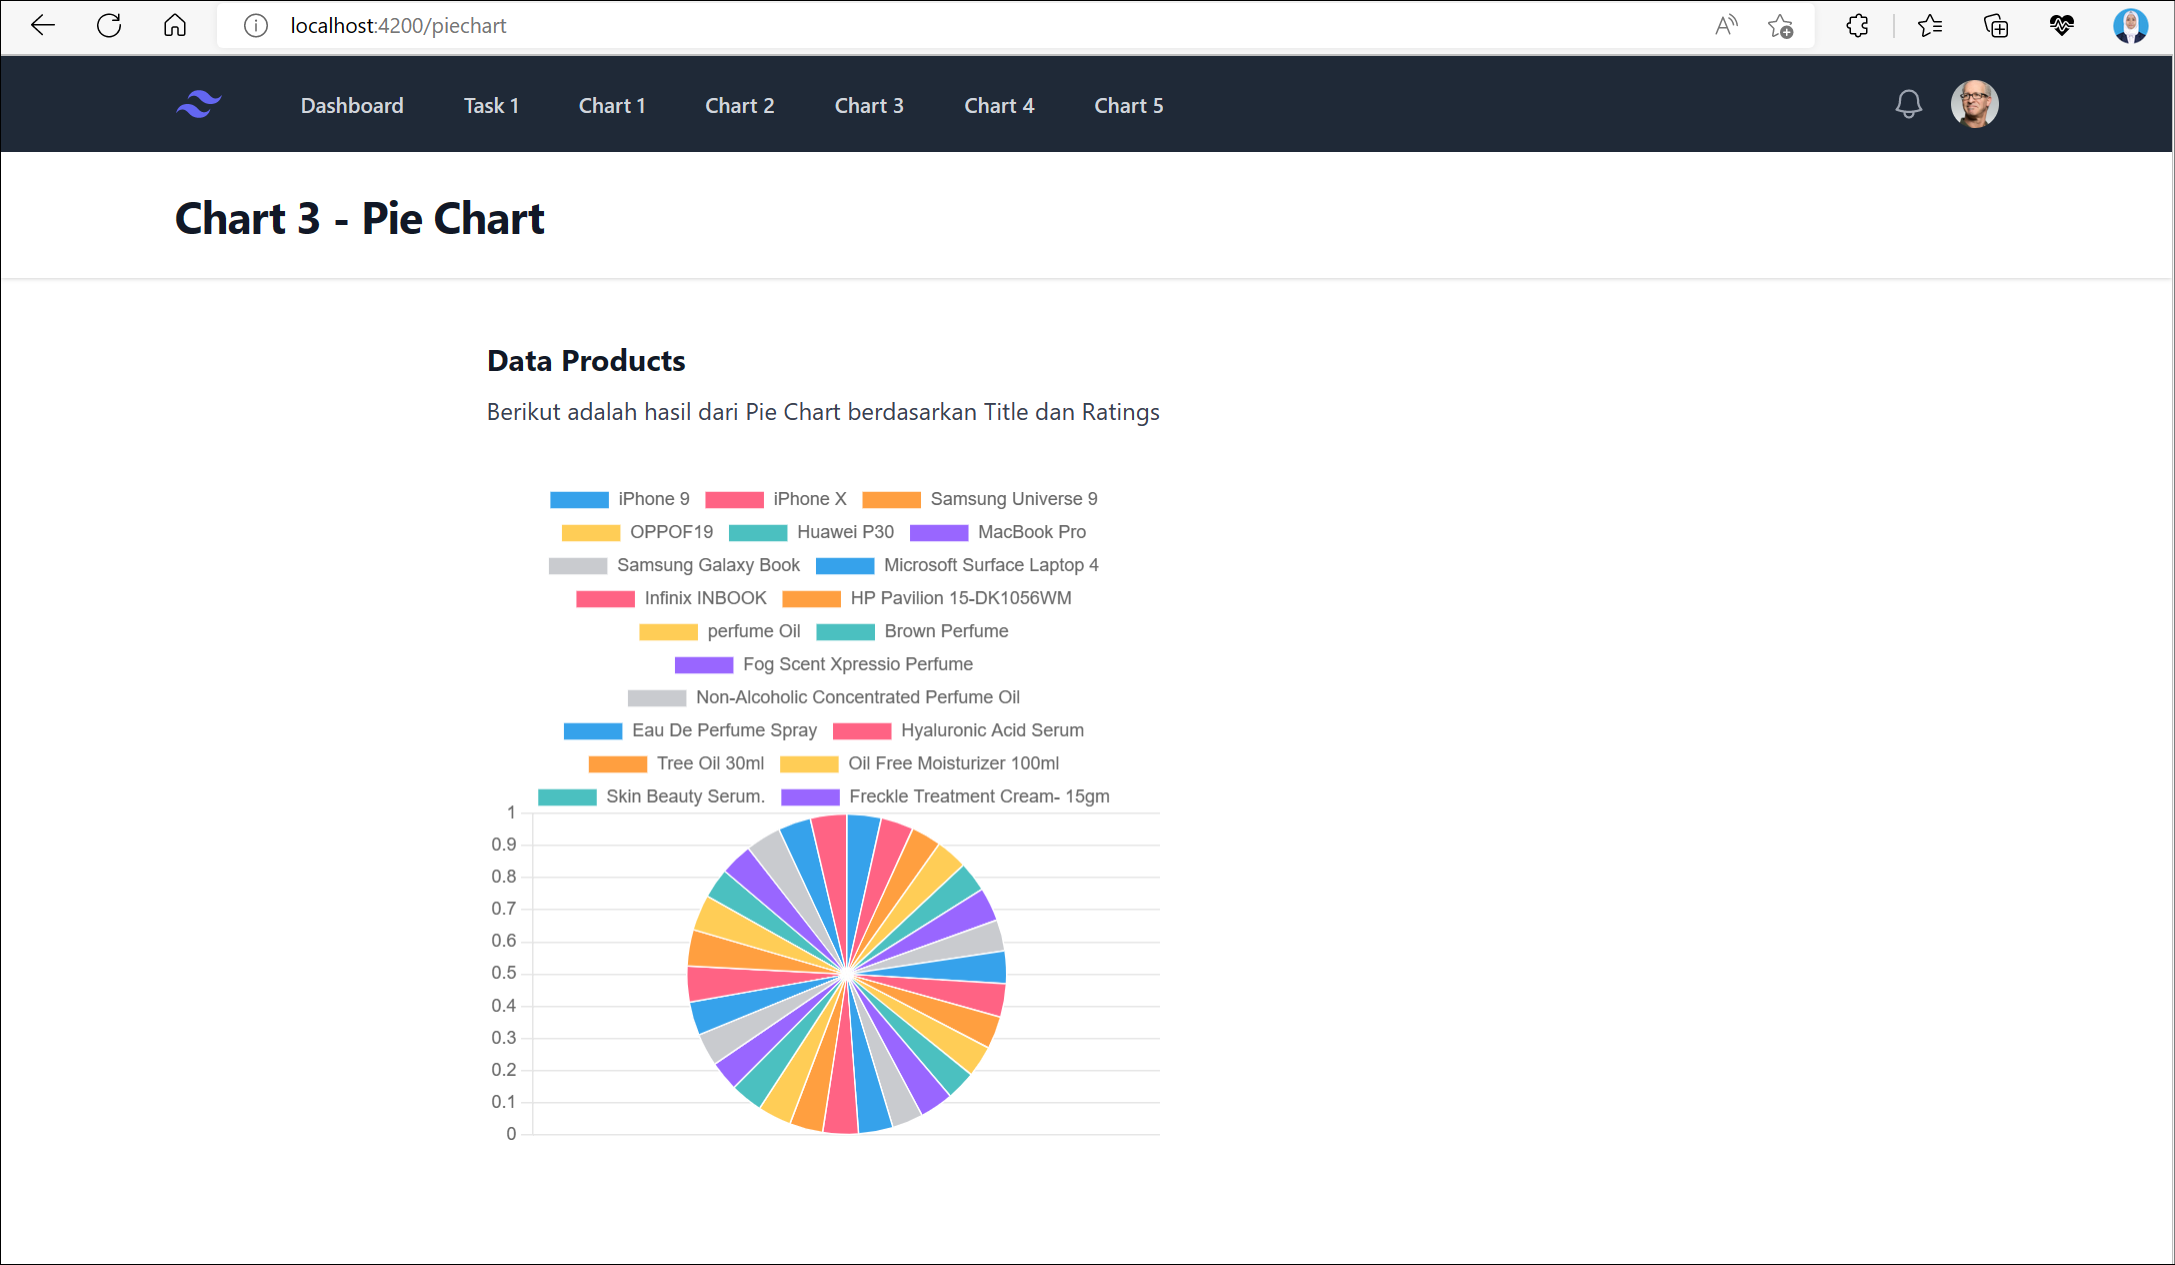 localhost:4200/piechart
Dashboard Task 1 Chart 1 Chart 2 Chart 3 Chart 4 Chart 5
Chart 3 - Pie Chart
Data Products
Berikut adalah hasil dari Pie Chart berdasarkan Title dan Ratings
iPhone 9 iPhone X Samsung Universe 9
OPPOF19 Huawei P30 MacBook Pro
Samsung Galaxy Book Microsoft Surface Laptop 4
Infinix INBOOK HP Pavilion 15-DK1056WM
perfume Oil Brown Perfume
Fog Scent Xpressio Perfume
Non-Alcoholic Concentrated Perfume Oil
Eau De Perfume Spray Hyaluronic Acid Serum
Tree Oil 30ml Oil Free Moisturizer 100ml
Skin Beauty Serum. Freckle Treatment Cream- 15gm
1
0.9
0.8
0.7
0.6
0.5
0.4
0.3
0.2
0.1
0